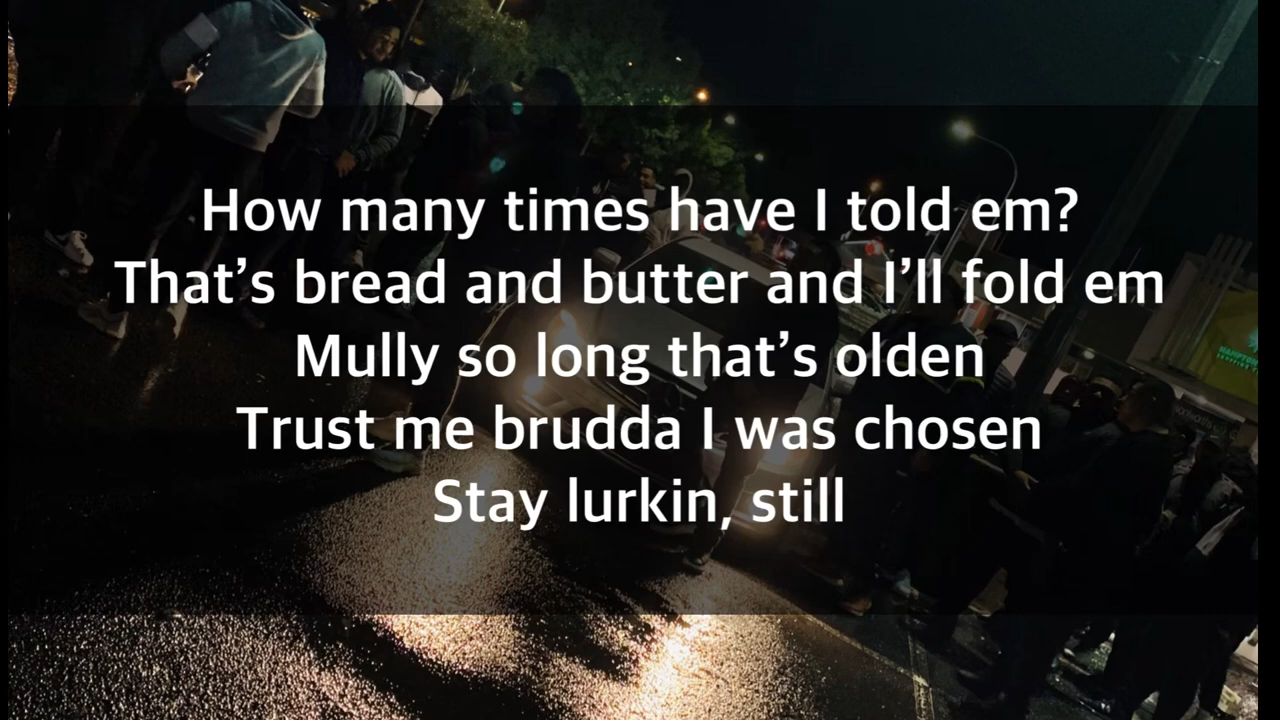 How many times have I told em?
That’s bread and butter and I’ll fold em
Mully so long that’s olden
Trust me brudda I was chosen
Stay lurkin, still